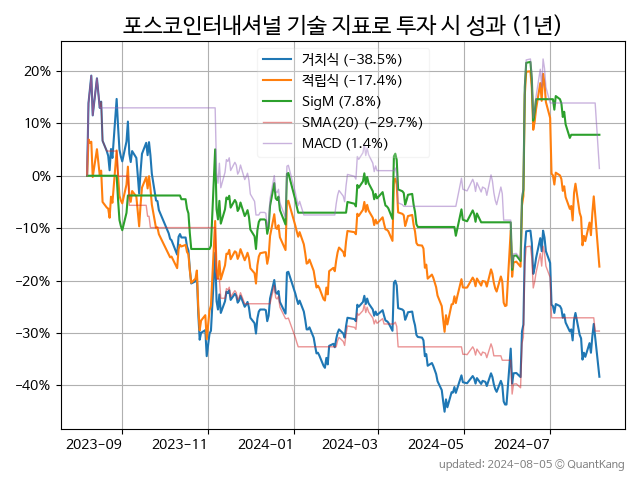 포스코인터내셔널 기술 지표로 투자 시 성과 (1년)
거치식 (−38.5%)
적립식 (−17.4%)
SigM (7.8%)
SMA(20) (−29.7%)
MACD (1.4%)
20%
10%
0%
−10%
−20%
−30%
−40%
2023-09 2023-11 2024-01 2024-03 2024-05 2024-07
updated: 2024-08-05 © QuantKang